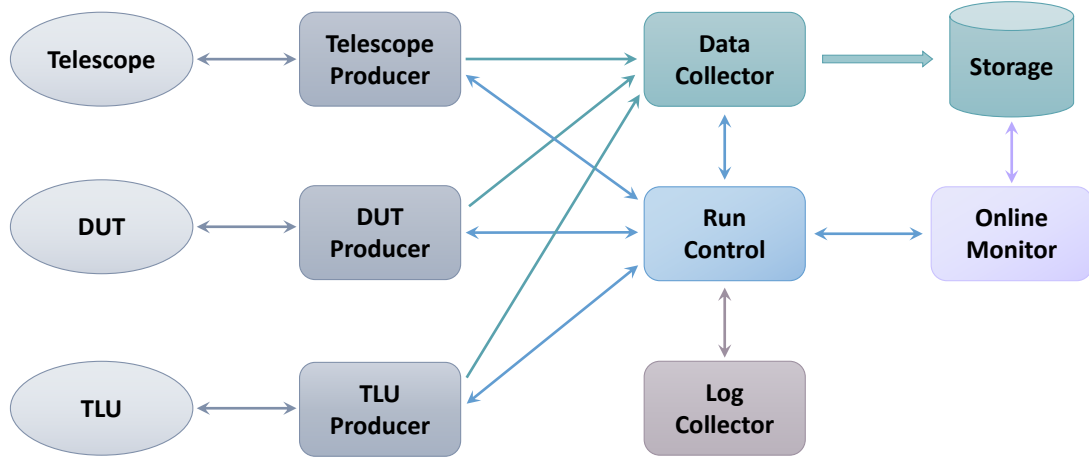 Telescope
Telescope
Producer
Data
Collector
Storage
DUT
DUT
Producer
Run
Control
Online
Monitor
TLU
TLU
Producer
Log
Collector